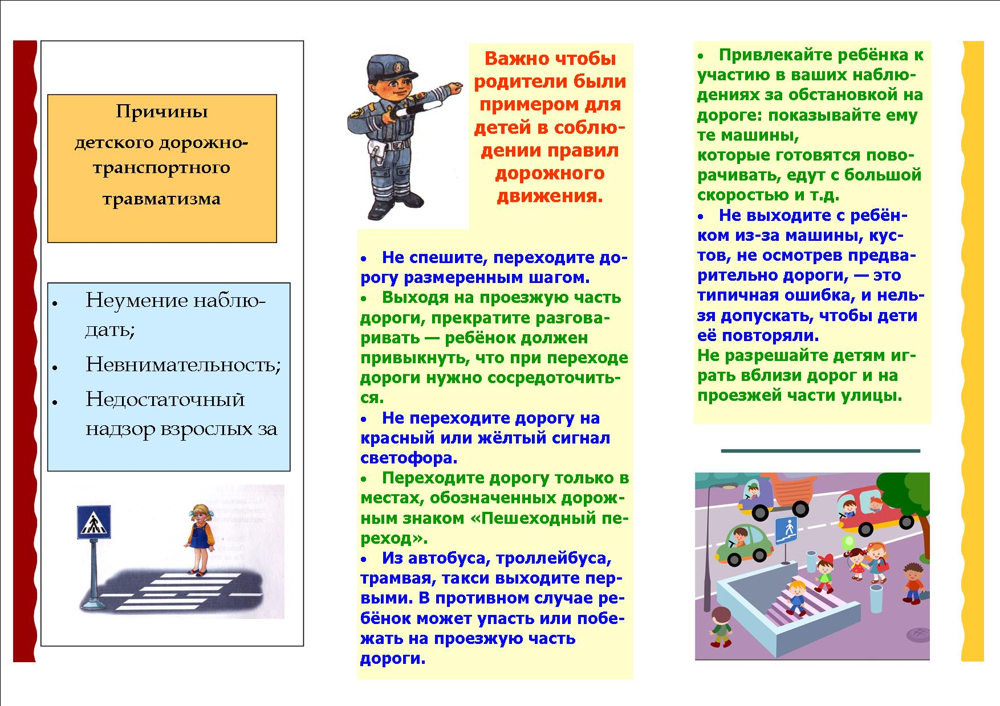 Причины
детского дорожно-
транспортного
травматизма
• Неумение наблю-
дать;
• Невнимательность;
• Недостаточный
надзор взрослых за
Важно чтобы
родители были
примером для
детей в соблю-
дении правил
дорожного
движения.
• Не спешите, переходите до-
рогу размеренным шагом.
• Выходя на проезжую часть
дороги, прекратите разгова-
ривать — ребёнок должен
привыкнуть, что при переходе
дороги нужно сосредоточить-
ся.
• Не переходите дорогу на
красный или жёлтый сигнал
светофора.
• Переходите дорогу только в
местах, обозначенных дорож-
ным знаком «Пешеходный пе-
реход».
• Из автобуса, троллейбуса,
трамвая, такси выходите пер-
выми. В противном случае ре-
бёнок может упасть или побе-
жать на проезжую часть
дороги.
• Привлекайте ребёнка к
участию в ваших наблю-
дениях за обстановкой на
дороге: показывайте ему
те машины,
которые готовятся пово-
рачивать, едут с большой
скоростью и т.д.
• Не выходите с ребён-
ком из-за машины, кус-
тов, не осмотрев предва-
рительно дороги, — это
типичная ошибка, и нель-
зя допускать, чтобы дети
её повторяли.
Не разрешайте детям иг-
рать вблизи дорог и на
проезжей части улицы.